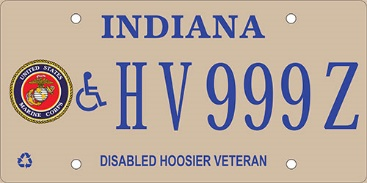 INDIANA
UNITED STATES
MARINE CORPS
HV999Z
DISABLED HOOSIER VETERAN